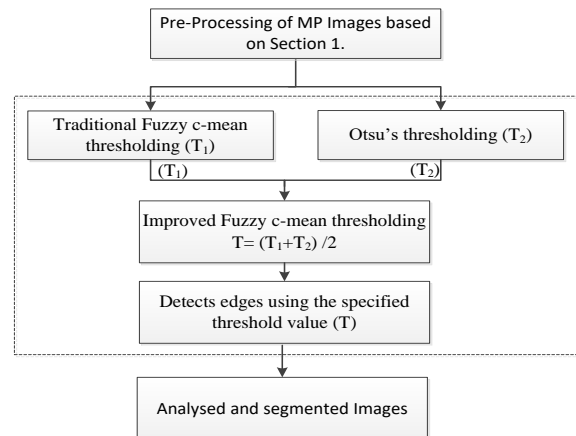 Pre-Processing of MP Images based
on Section 1.
Traditional Fuzzy c-mean
thresholding (T₁)
Otsu's thresholding (T₂)
(T₁)
(T₂)
Improved Fuzzy c-mean thresholding
T= (T₁+T₂) /2
Detects edges using the specified
threshold value (T)
Analysed and segmented Images